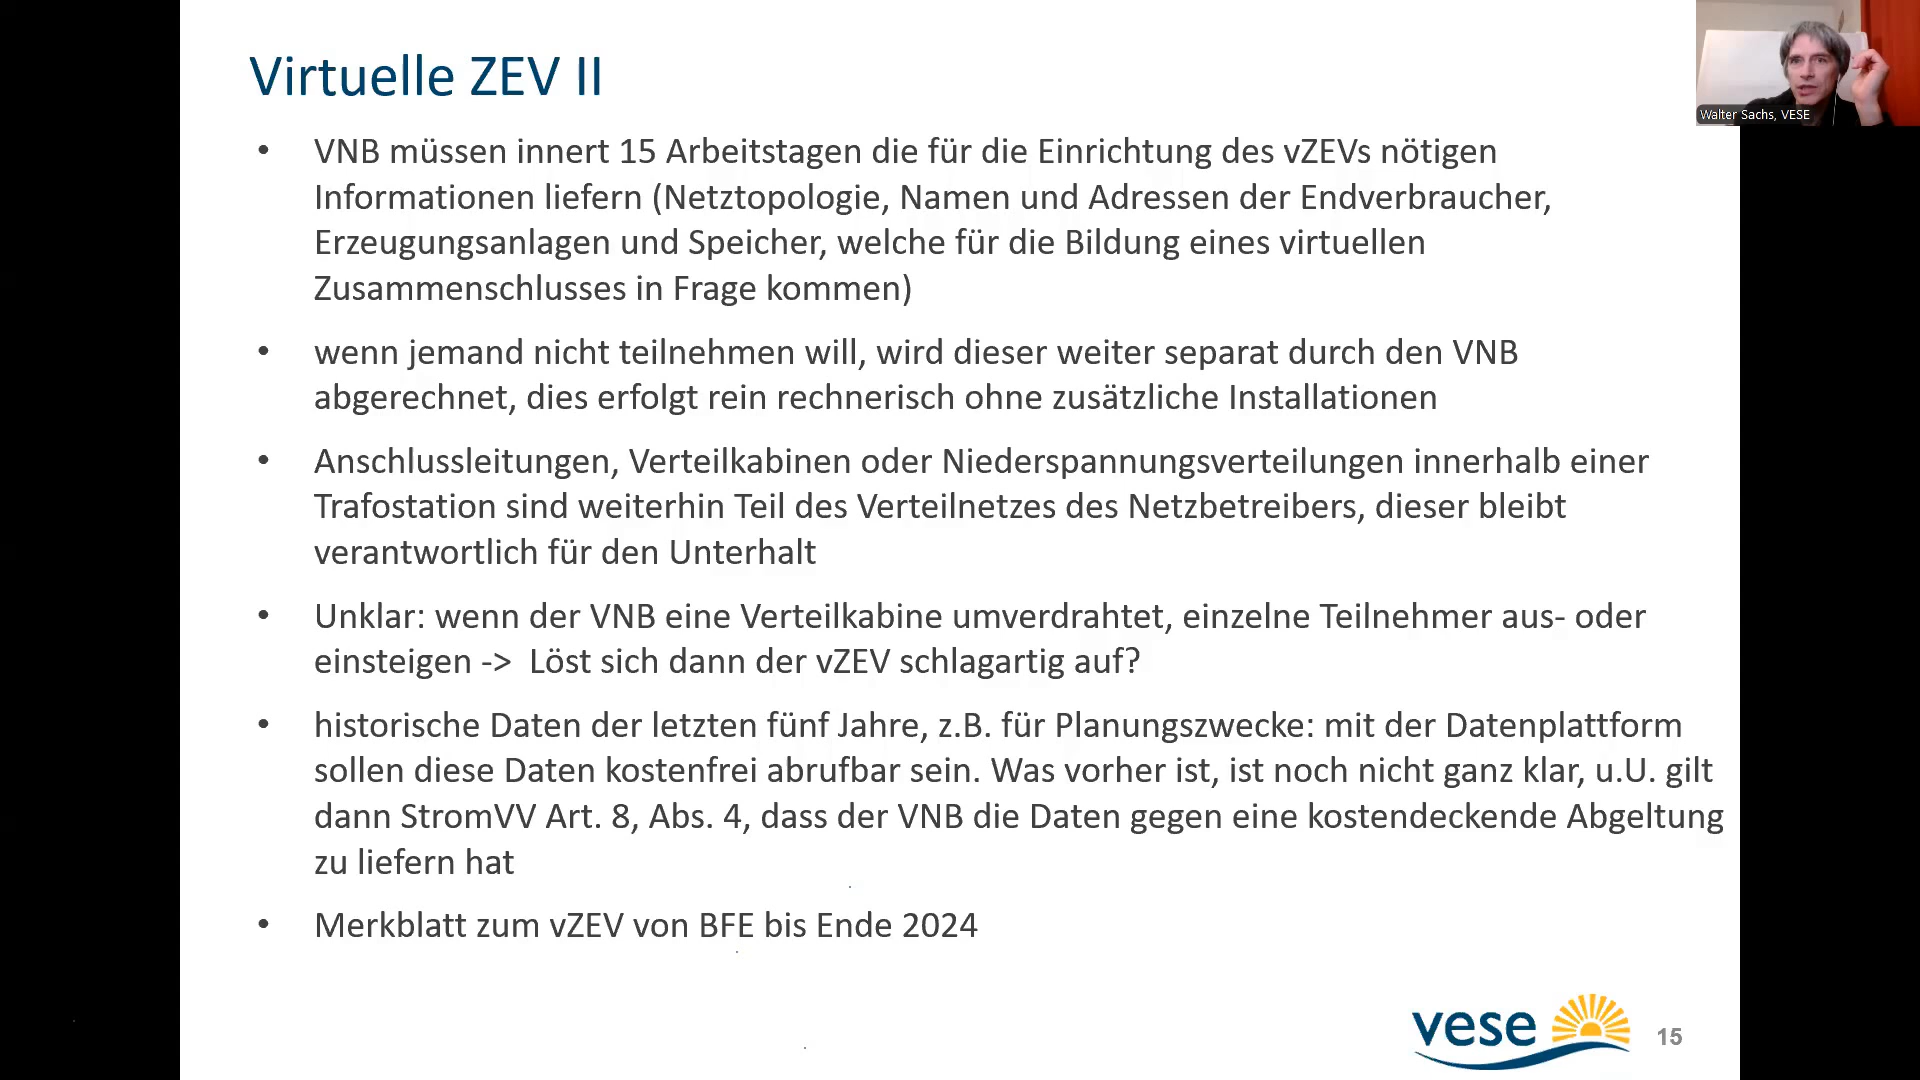 Virtuelle ZEV II
Walter Sachs, VESE
• VNB müssen innert 15 Arbeitstagen die für die Einrichtung des vZEVs nötigen
Informationen liefern (Netztopologie, Namen und Adressen der Endverbraucher,
Erzeugungsanlagen und Speicher, welche für die Bildung eines virtuellen
Zusammenschlusses in Frage kommen)
• wenn jemand nicht teilnehmen will, wird dieser weiter separat durch den VNB
abgerechnet, dies erfolgt rein rechnerisch ohne zusätzliche Installationen
• Anschlussleitungen, Verteilkabinen oder Niederspannungsverteilungen innerhalb einer
Trafostation sind weiterhin Teil des Verteilnetzes des Netzbetreibers, dieser bleibt
verantwortlich für den Unterhalt
• Unklar: wenn der VNB eine Verteilkabine umverdrahtet, einzelne Teilnehmer aus- oder
einsteigen -> Löst sich dann der vZEV schlagartig auf?
• historische Daten der letzten fünf Jahre, z.B. für Planungszwecke: mit der Datenplattform
sollen diese Daten kostenfrei abrufbar sein. Was vorher ist, ist noch nicht ganz klar, u.U. gilt
dann StromVV Art. 8, Abs. 4, dass der VNB die Daten gegen eine kostendeckende Abgeltung
zu liefern hat
• Merkblatt zum vZEV von BFE bis Ende 2024
vese
15